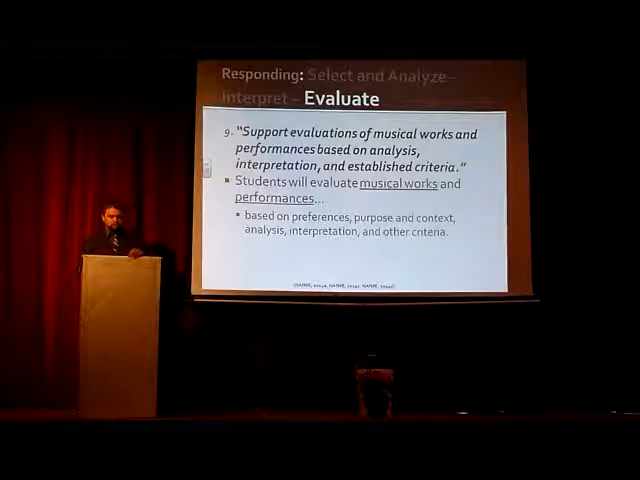 Responding: Select and Analyze –
Interpret – Evaluate
9. "Support evaluations of musical works and
performances based on analysis,
interpretation, and established criteria."
Students will evaluate musical works and
performances...
based on preferences, purpose and context,
analysis, interpretation, and other criteria.